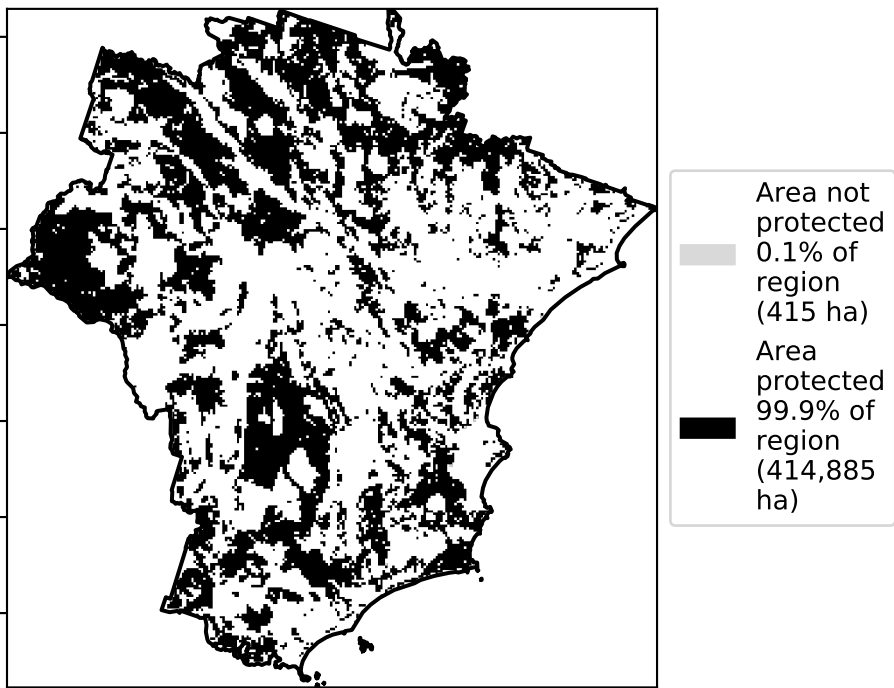 Area not
protected
0.1% of
region
(415 ha)
Area
protected
99.9% of
region
(414,885
ha)